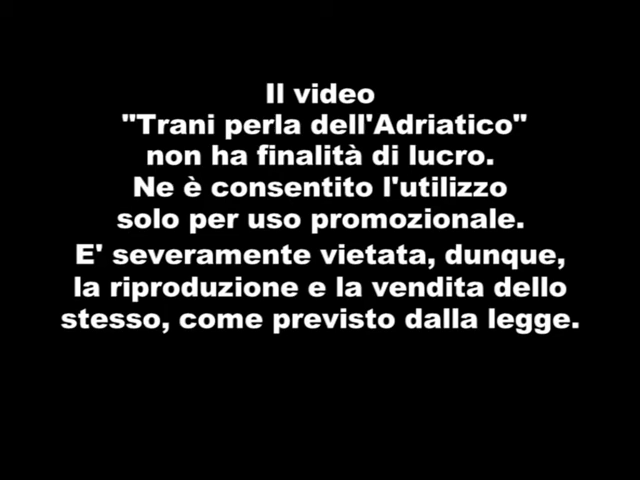 Il video
"Trani perla dell'Adriatico"
non ha finalità di lucro.
Ne è consentito l'utilizzo
solo per uso promozionale.
E' severamente vietata, dunque,
la riproduzione e la vendita dello
stesso, come previsto dalla legge.